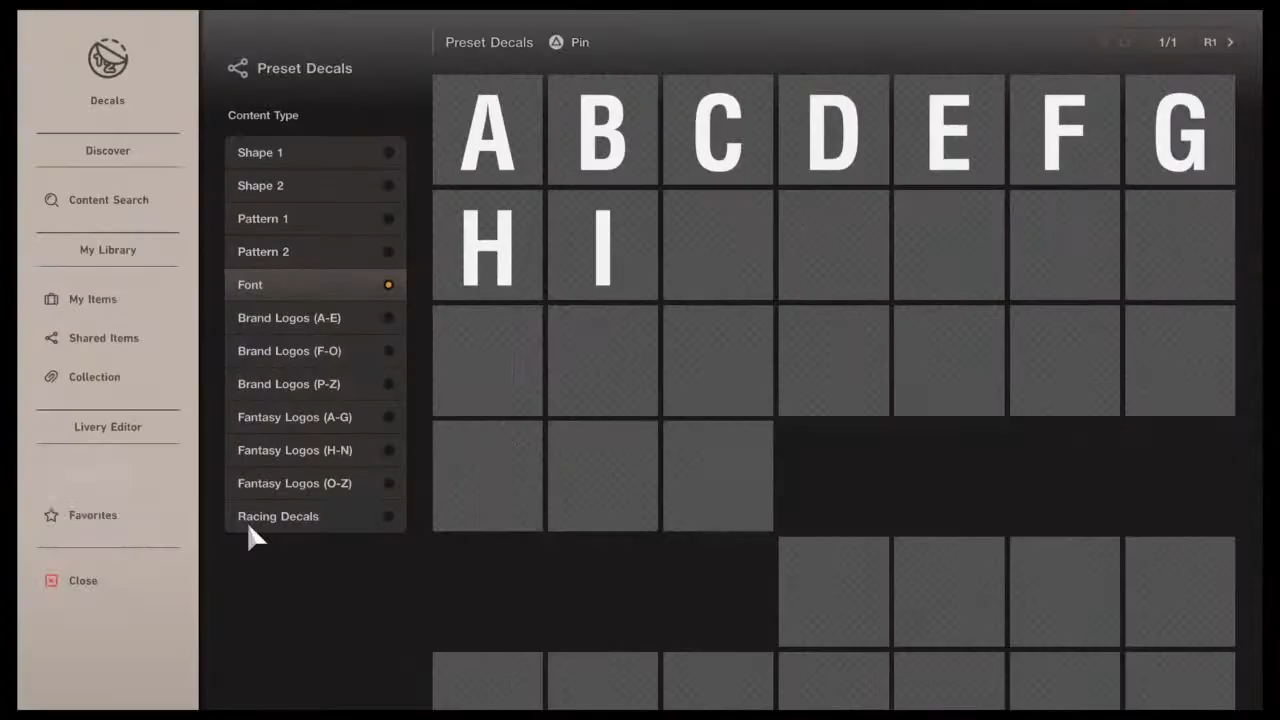 Decals
Discover
Content Search
My Library
My Items
Shared Items
Collection
Livery Editor
Favorites
Close
Preset Decals
Content Type
Shape 1
Shape 2
Pattern 1
Pattern 2
Font
Brand Logos (A-E)
Brand Logos (F-O)
Brand Logos (P-Z)
Fantasy Logos (A-G)
Fantasy Logos (H-N)
Fantasy Logos (O-Z)
Racing Decals
Preset Decals Pin 1/1 R1
A B C D E F G
H I